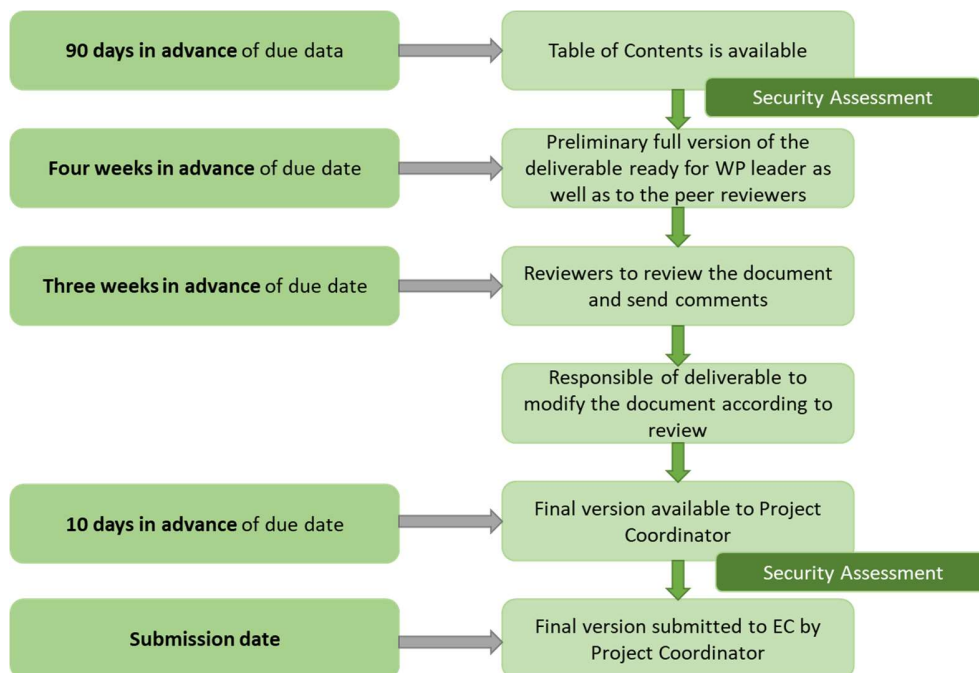 90 days in advance of due data
Table of Contents is available
Security Assessment
Four weeks in advance of due date
Preliminary full version of the
deliverable ready for WP leader as
well as to the peer reviewers
Three weeks in advance of due date
Reviewers to review the document
and send comments
Responsible of deliverable to
modify the document according to
review
10 days in advance of due date
Final version available to Project
Coordinator
Security Assessment
Submission date
Final version submitted to EC by
Project Coordinator